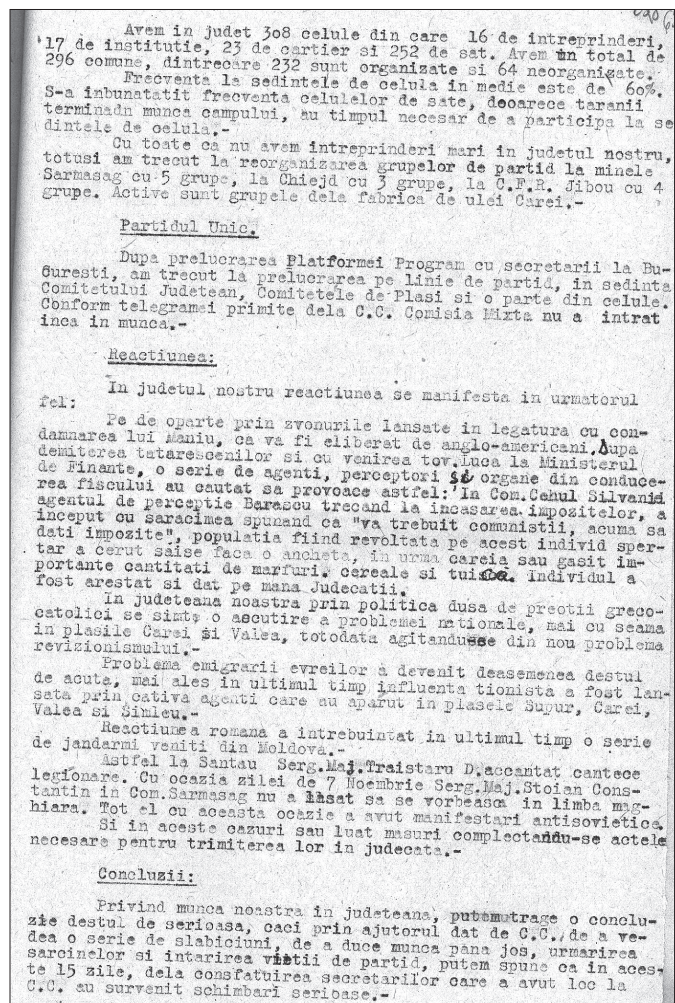 Avem in judet 308 celule din care 16 de intreprinderi,
17 de institutie, 23 de cartier si 252 de sat. Avem un total de
296 comune, dintrecare 232 sunt organizate si 64 neorganizate.
Frecventa la sedintele de celula in medie este de 60%.
S-a inbunatatit frecventa celulelor de sate, deoarece taranii
terminadn munca campului, au timpul necesar de a participa la se
dintele de celula.-
Cu toate ca nu avem intreprinderi mari in judetul nostru,
totusi am trecut la reorganizarea grupelor de partid la minele
Sarmasag cu 5 grupe, la Chiejd cu 3 grupe, la C.F.R. Jibou cu 4
grupe. Active sunt grupele dela fabrica de ulei Carei.-
Partidul Unic.
Dupa prelucrarea Platformei Program cu secretarii la Bu-
curesti, am trecut la prelucrarea pe linie de partid, in sedinta
Comitetului Judetean, Comitetele de Plasi si o parte din celule.
Conform telegramei primite dela C.C. Comisia Mixta nu a intrat
inca in munca.-
Reactiunea:
In judetul nostru reactiunea se manifesta in urmatorul
fel:
Pe de oparte prin zvonurile lansate in legatura cu con-
damnarea lui Maniu, ca va fi eliberat de anglo-americani. Dupa
demiterea tatarescenilor si cu venirea tov.Luca la Ministerul
de Finante, o serie de agenti, perceptori si organe din conduce-
rea fiscului au cautat sa provoace astfel: In Com.Cehul Silvaniei
agentul de perceptie Barascu trecand la incasarea impozitelor, a
inceput cu saracimea spunand ca "va trebuit comunistii, acuma sa
dati impozite", populatia fiind revoltata pe acest individ sper-
tar a cerut saise faca o ancheta, in urma careia sau gasit im-
portante cantitati de marfuri. cereale si tuica. Individul a
fost arestat si dat pe mana Judecatii.
In judeteana noastra prin politica dusa de preotii greco-
catolici se simte o ascutire a problemei nationale, mai cu seama
in plasile Carei si Valea, totodata agitanduse din nou problema
revizionismului.-
Problema emigrarii evreilor a devenit deasemenea destul
de acuta, mai ales in ultimul timp influenta tionista a fost lan-
sata prin cativa agenti care au aparut in plasele Supur, Carei,
Valea si Simleu.-
Reactiunea romana a intrebuintat in ultimul timp o serie
de jandarmi veniti din Moldova.-
Astfel la Santau Serg.Maj.Traistaru D.accantat cantece
legionare. Cu ocazia zilei de 7 Noembrie Serg.Maj.Stoian Cons-
tantin in Com.Sarmasag nu a lasat sa se vorbeasca in limba mag-
hiara. Tot el cu aceasta ocazie a avut manifestari antisovietice.
Si in aceste cazuri sau luat masuri complectandu-se actele
necesare pentru trimiterea lor in judecata.-
Concluzii:
Privind munca noastra in judeteana, putemutrage o conclu-
zie destul de serioasa, caci prin ajutorul dat de C.C. de a ve-
dea o serie de slabiciuni, de a duce munca pana jos, urmarirea
sarcinelor si intarirea vietii de partid, putem spune ca in aces-
te 15 zile, dela consfatuirea secretarilor care a avut loc la
C.C. au survenit schimbari serioase.-